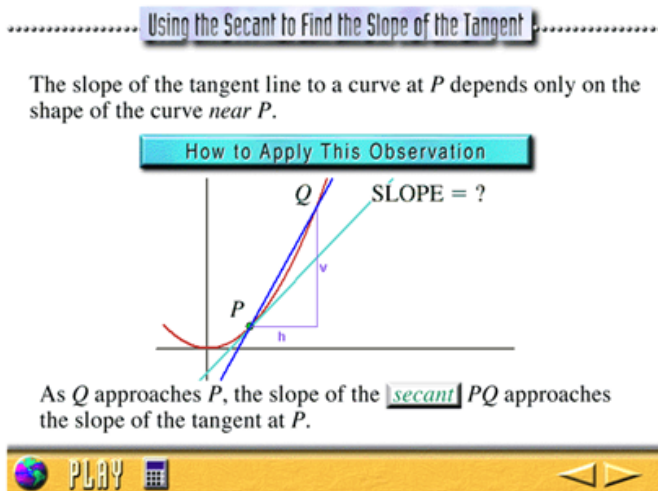 Using the Secant to Find the Slope of the Tangent
The slope of the tangent line to a curve at P depends only on the
shape of the curve near P.
How to Apply This Observation
Q
SLOPE = ?
v
P
h
As Q approaches P, the slope of the secant PQ approaches
the slope of the tangent at P.
PLAY